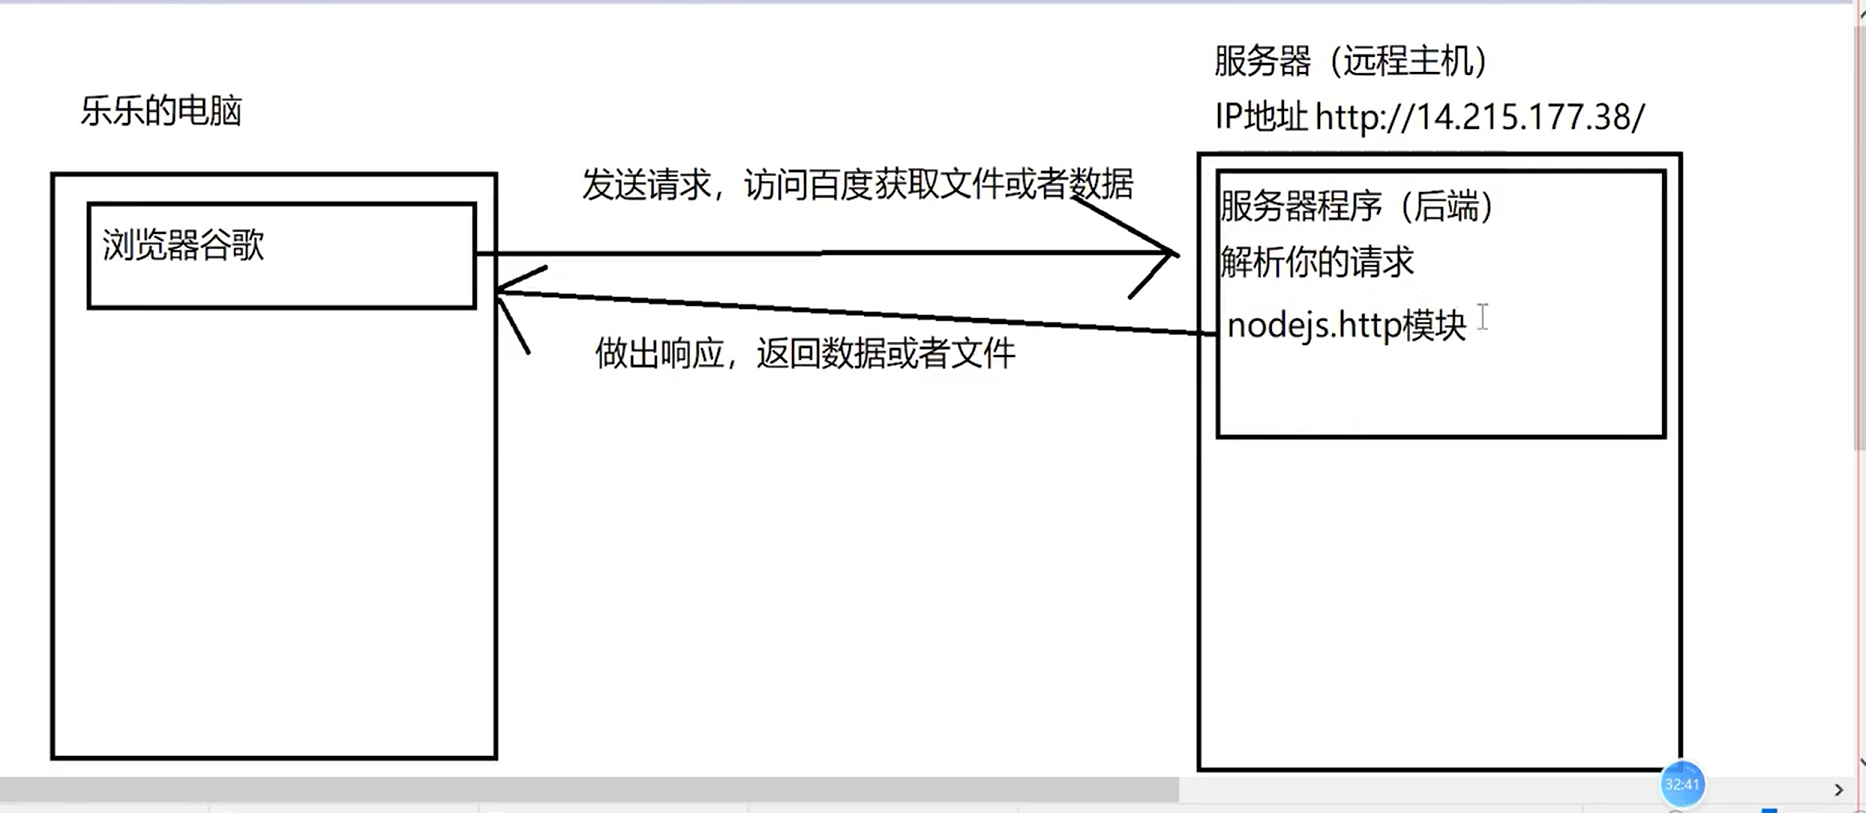 服务器（远程主机）
乐乐的电脑
IP地址 http://14.215.177.38/
发送请求，访问百度获取文件或者数据
服务器程序（后端）
浏览器谷歌
解析你的请求
nodejs.http模块
做出响应，返回数据或者文件
32:41